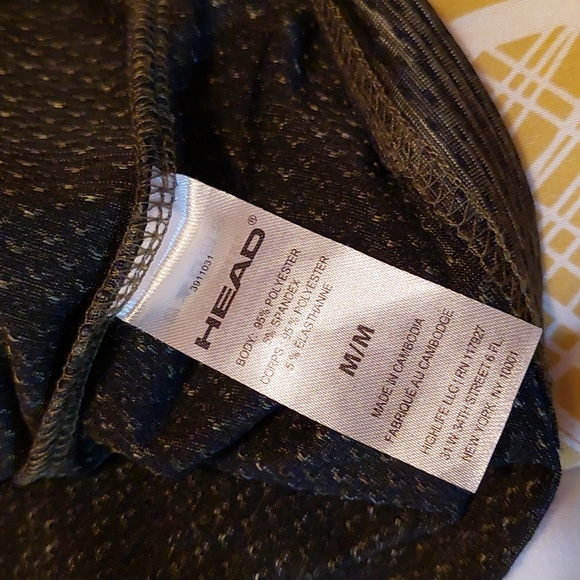 3911031
HEAD®
BODY: 95% POLYESTER
5% SPANDEX
CORPS: 95% POLYESTER
5% ELASTHANNE
M/M
MADE IN CAMBODIA
FABRIQUE AU CAMBODGE
HIGHLIFE LLC | RN 117927
31 W 34TH STREET 6 FL
NEW YORK, NY 10001